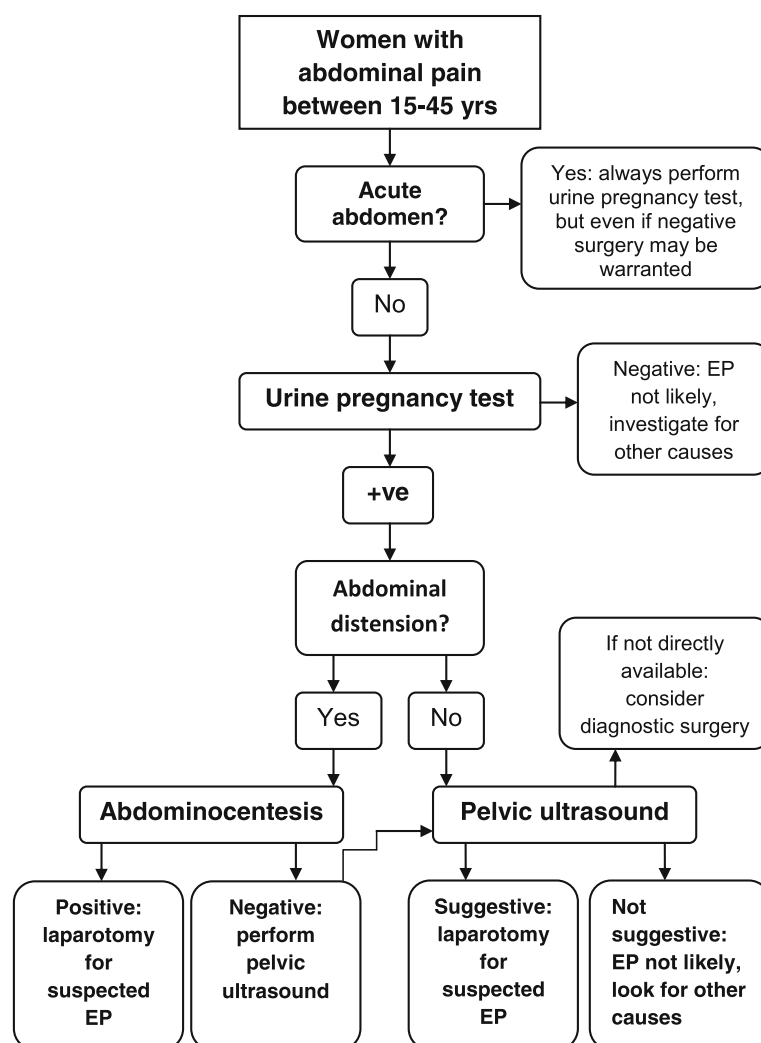 Women with
abdominal pain
between 15-45 yrs
Acute
abdomen?
Yes: always perform
urine pregnancy test,
but even if negative
surgery may be
warranted
No
Urine pregnancy test
Negative: EP
not likely,
investigate for
other causes
+ve
Abdominal
distension?
If not directly
available:
consider
diagnostic surgery
Yes
No
Abdominocentesis
Pelvic ultrasound
Positive:
laparotomy
for
suspected
EP
Negative:
perform
pelvic
ultrasound
Suggestive:
laparotomy
for
suspected
EP
Not
suggestive:
EP not likely,
look for other
causes